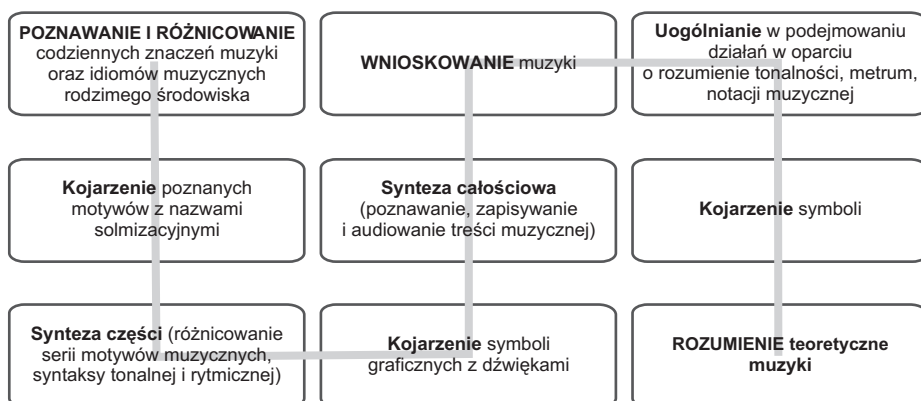 POZNAWANIE I RÓŻNICOWANIE
codziennych znaczeń muzyki
oraz idiomów muzycznych
rodzimego środowiska
WNIOSKOWANIE muzyki
Uogólnianie w podejmowaniu
działań w oparciu
o rozumienie tonalności, metrum,
notacji muzycznej
Kojarzenie poznanych
motywów z nazwami
solmizacyjnymi
Synteza całościowa
(poznawanie, zapisywanie
i audiowanie treści muzycznej)
Kojarzenie symboli
Synteza części (różnicowanie
serii motywów muzycznych,
syntaksy tonalnej i rytmicznej)
Kojarzenie symboli
graficznych z dźwiękami
ROZUMIENIE teoretyczne
muzyki